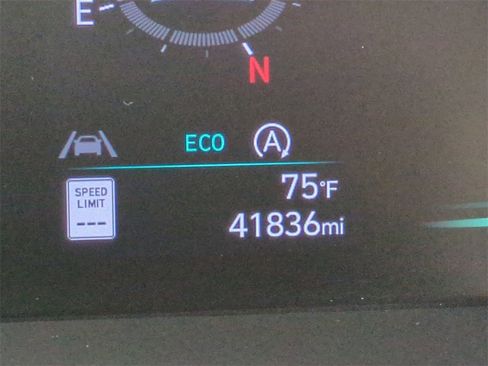 E
N
ECO A
SPEED
LIMIT
---
75°F
41836mi